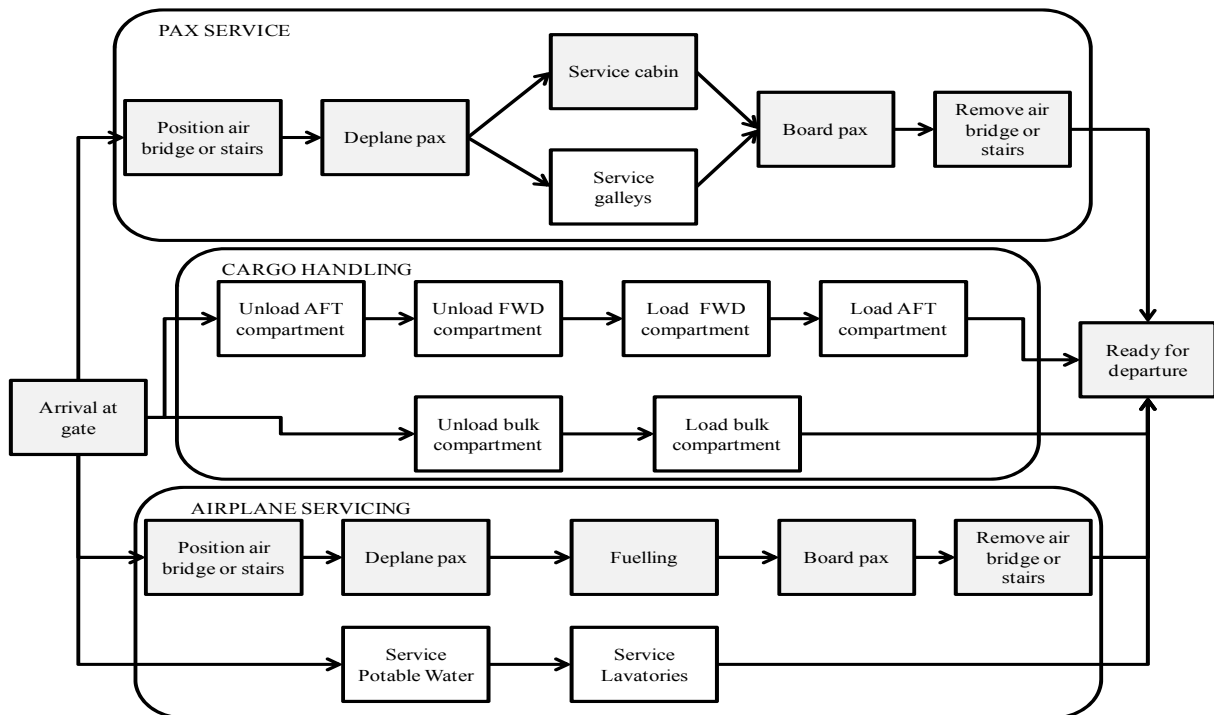 PAX SERVICE
Position air
bridge or stairs
Deplane pax
Service cabin
Service
galleys
Board pax
Remove air
bridge or
stairs
CARGO HANDLING
Unload AFT
compartment
Unload FWD
compartment
Load FWD
compartment
Load AFT
compartment
Ready for
departure
Arrival at
gate
Unload bulk
compartment
Load bulk
compartment
AIRPLANE SERVICING
Position air
bridge or stairs
Deplane pax
Fuelling
Board pax
Remove air
bridge or
stairs
Service
Potable Water
Service
Lavatories